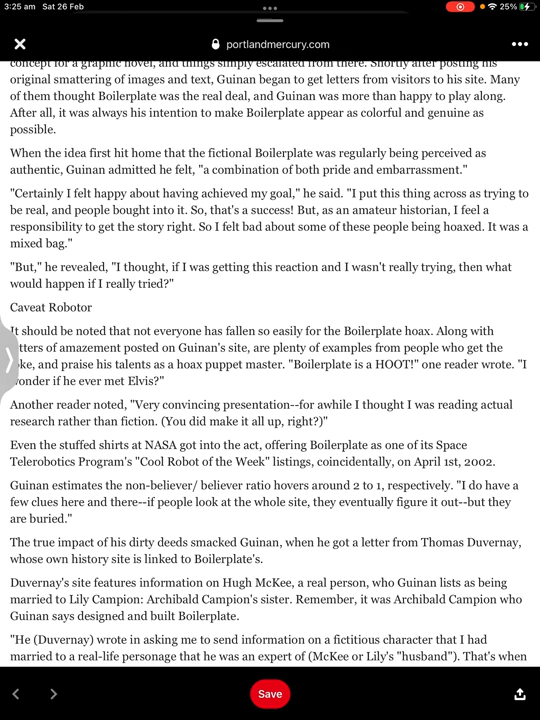 3:25 am Sat 26 Feb
25%
portlandmercury.com
concept for a graphic novel, and things simply escalated from there. Shortly after posting his
original smattering of images and text, Guinan began to get letters from visitors to his site. Many
of them thought Boilerplate was the real deal, and Guinan was more than happy to play along.
After all, it was always his intention to make Boilerplate appear as colorful and genuine as
possible.
When the idea first hit home that the fictional Boilerplate was regularly being perceived as
authentic, Guinan admitted he felt, "a combination of both pride and embarrassment."
"Certainly I felt happy about having achieved my goal," he said. "I put this thing across as trying to
be real, and people bought into it. So, that's a success! But, as an amateur historian, I feel a
responsibility to get the story right. So I felt bad about some of these people being hoaxed. It was a
mixed bag."
"But," he revealed, "I thought, if I was getting this reaction and I wasn't really trying, then what
would happen if I really tried?"
Caveat Robotor
It should be noted that not everyone has fallen so easily for the Boilerplate hoax. Along with
etters of amazement posted on Guinan's site, are plenty of examples from people who get the
oke, and praise his talents as a hoax puppet master. "Boilerplate is a HOOT!" one reader wrote. "I
wonder if he ever met Elvis?"
Another reader noted, "Very convincing presentation--for awhile I thought I was reading actual
research rather than fiction. (You did make it all up, right?)"
Even the stuffed shirts at NASA got into the act, offering Boilerplate as one of its Space
Telerobotics Program's "Cool Robot of the Week" listings, coincidentally, on April 1st, 2002.
Guinan estimates the non-believer/ believer ratio hovers around 2 to 1, respectively. "I do have a
few clues here and there--if people look at the whole site, they eventually figure it out--but they
are buried."
The true impact of his dirty deeds smacked Guinan, when he got a letter from Thomas Duvernay,
whose own history site is linked to Boilerplate's.
Duvernay's site features information on Hugh McKee, a real person, who Guinan lists as being
married to Lily Campion: Archibald Campion's sister. Remember, it was Archibald Campion who
Guinan says designed and built Boilerplate.
"He (Duvernay) wrote in asking me to send information on a fictitious character that I had
married to a real-life personage that he was an expert of (McKee or Lily's "husband"). That's when
Save